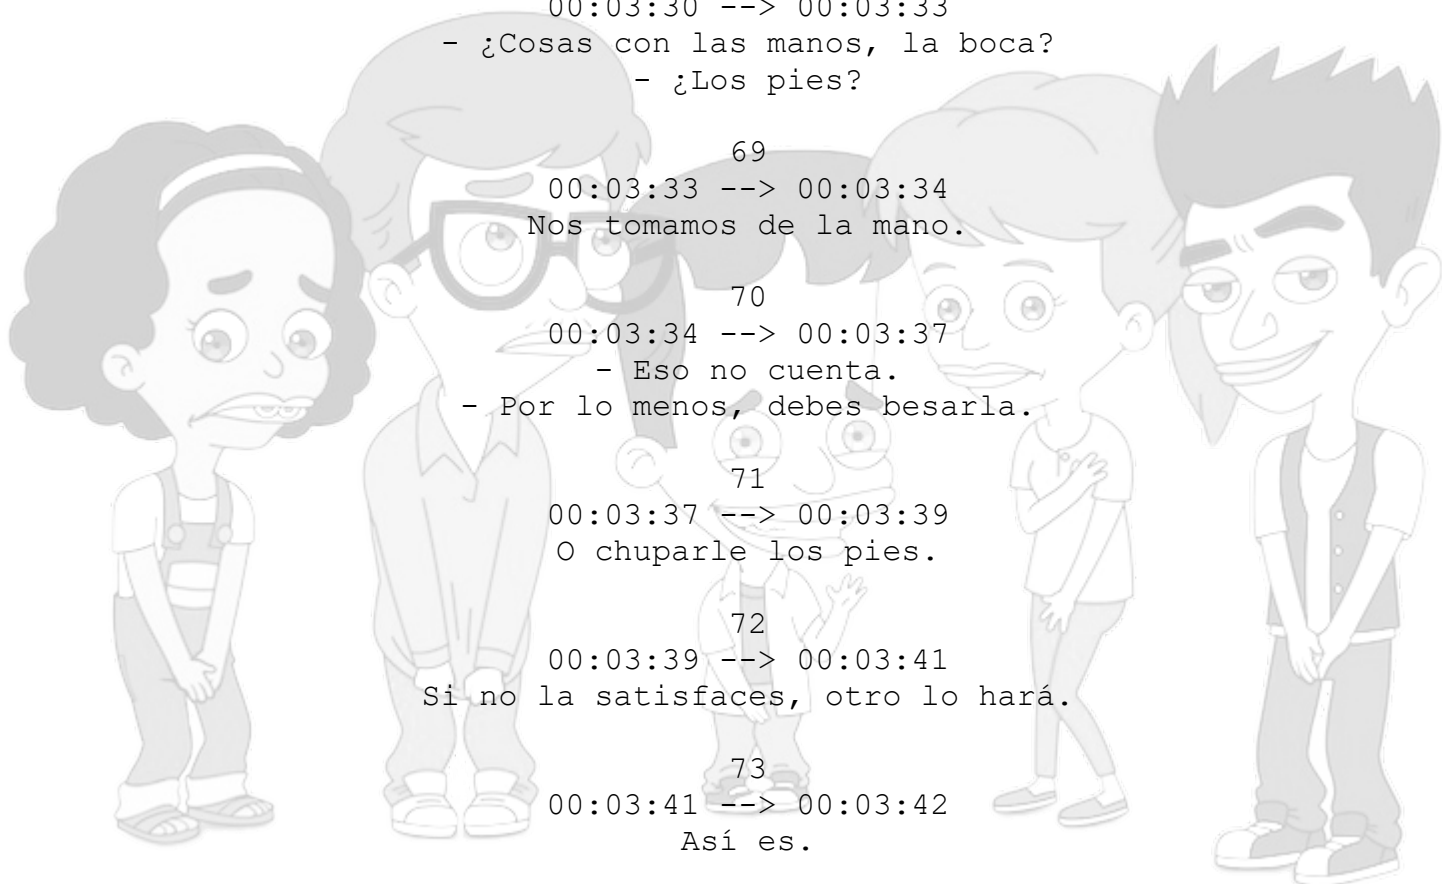 00:03:30 --> 00:03:33
- ¿Cosas con las manos, la boca?
- ¿Los pies?
69
00:03:33 --> 00:03:34
Nos tomamos de la mano.
70
00:03:34 --> 00:03:37
- Eso no cuenta.
- Por lo menos, debes besarla.
71
00:03:37 --> 00:03:39
O chuparle los pies.
72
00:03:39 --> 00:03:41
Si no la satisfaces, otro lo hará.
73
00:03:41 --> 00:03:42
Así es.